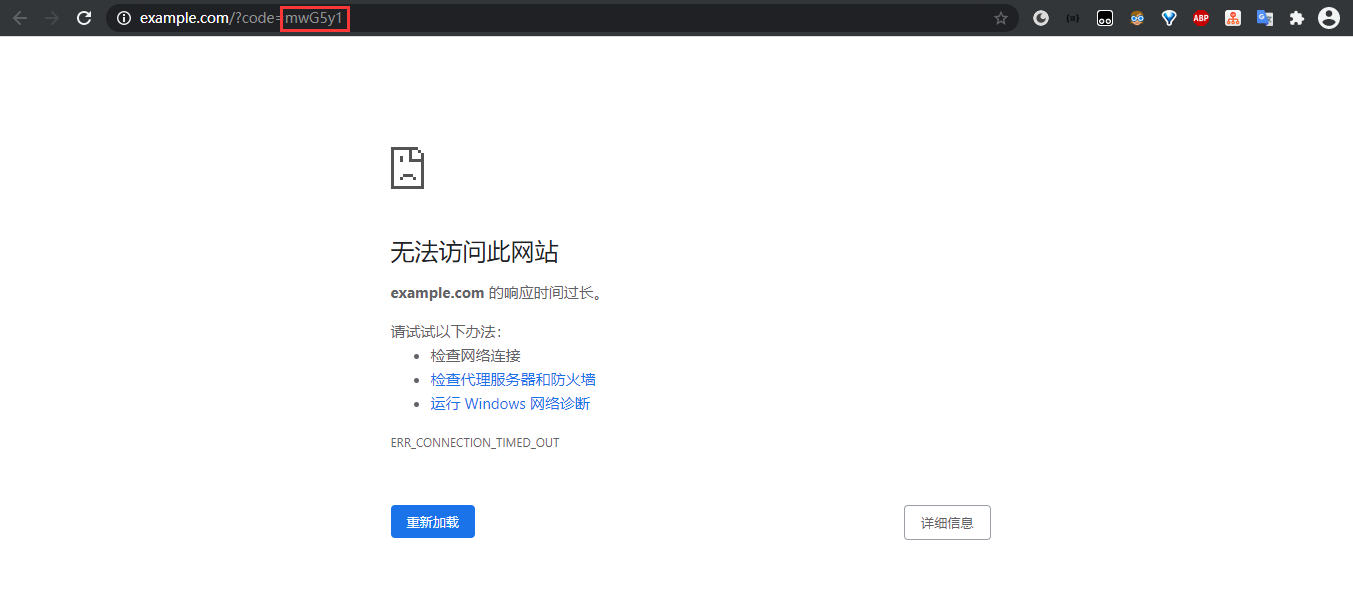 example.com/?code=mwG5y1
ABP
无法访问此网站
example.com 的响应时间过长。
请试试以下办法：
检查网络连接
检查代理服务器和防火墙
运行 Windows 网络诊断
ERR_CONNECTION_TIMED_OUT
重新加载
详细信息